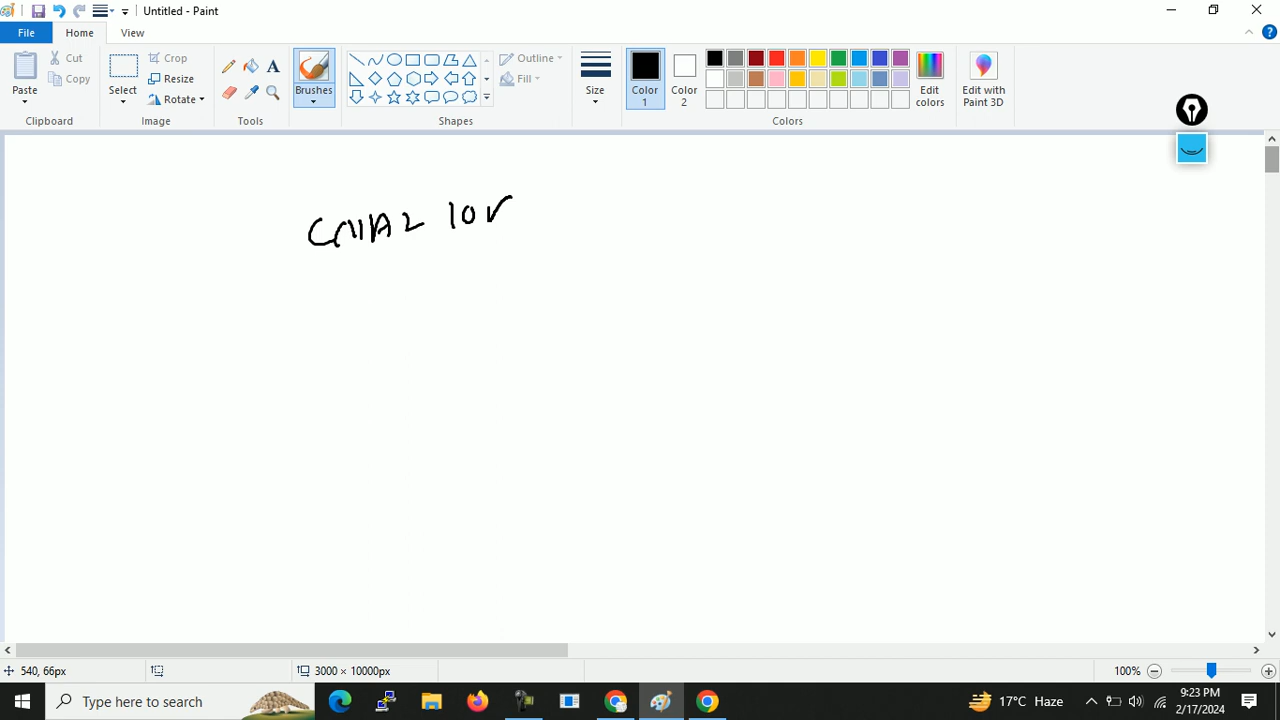 Untitled - Paint
File Home View
Paste Cut Copy Clipboard
Select Crop Resize Rotate Image
A Tools
Brushes
Shapes Outline Fill
Size
Color 1 Color 2 Edit colors Colors
Edit with Paint 3D
10
540, 66px 3000 × 10000px 100%
Type here to search 17°C Haze 9:23 PM 2/17/2024